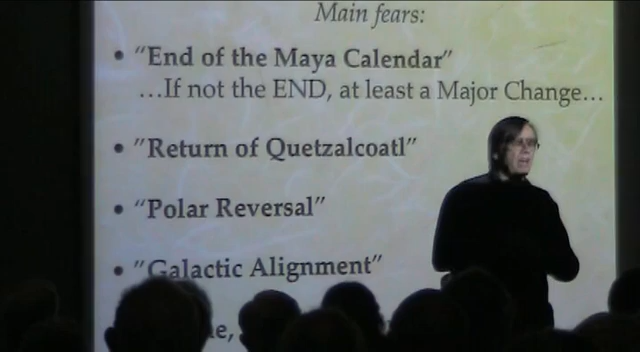 Main fears:
• "End of the Maya Calendar"
...If not the END, at least a Major Change...
• "Return of Quetzalcoatl"
• "Polar Reversal"
• "Galactic Alignment"